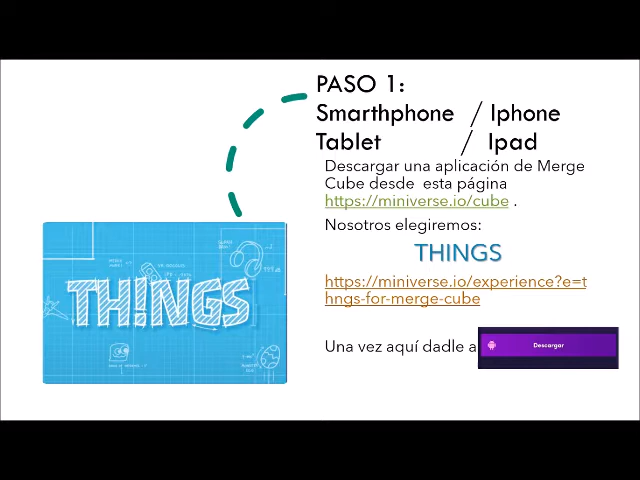 PASO 1:
Smarthphone / Iphone
Tablet / Ipad
Descargar una aplicación de Merge
Cube desde esta página
https://miniverse.io/cube .
Nosotros elegiremos:
THINGS
https://miniverse.io/experience?e=t
hngs-for-merge-cube
Una vez aquí dadle a
Descargar
TH!NGS